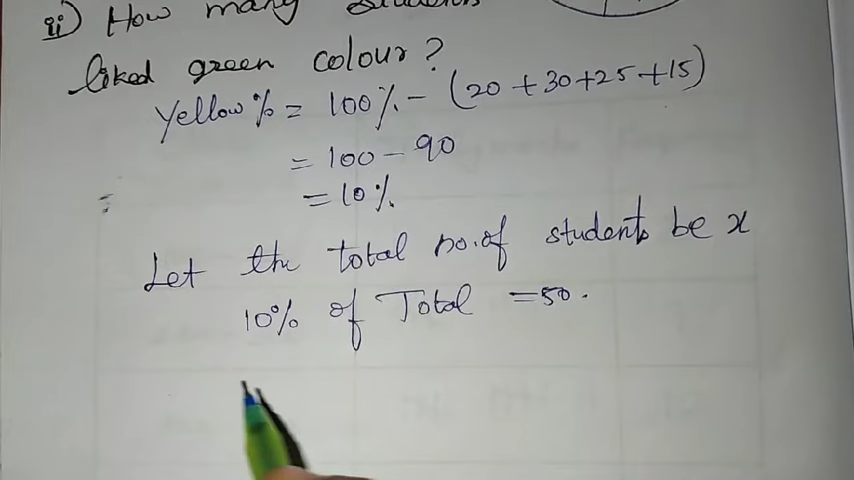 ii) How many students
liked green colour?
Yellow % = 100% - (20 + 30 + 25 + 15)
= 100 - 90
= 10%
Let the total no. of students be x
10% of Total = 50.